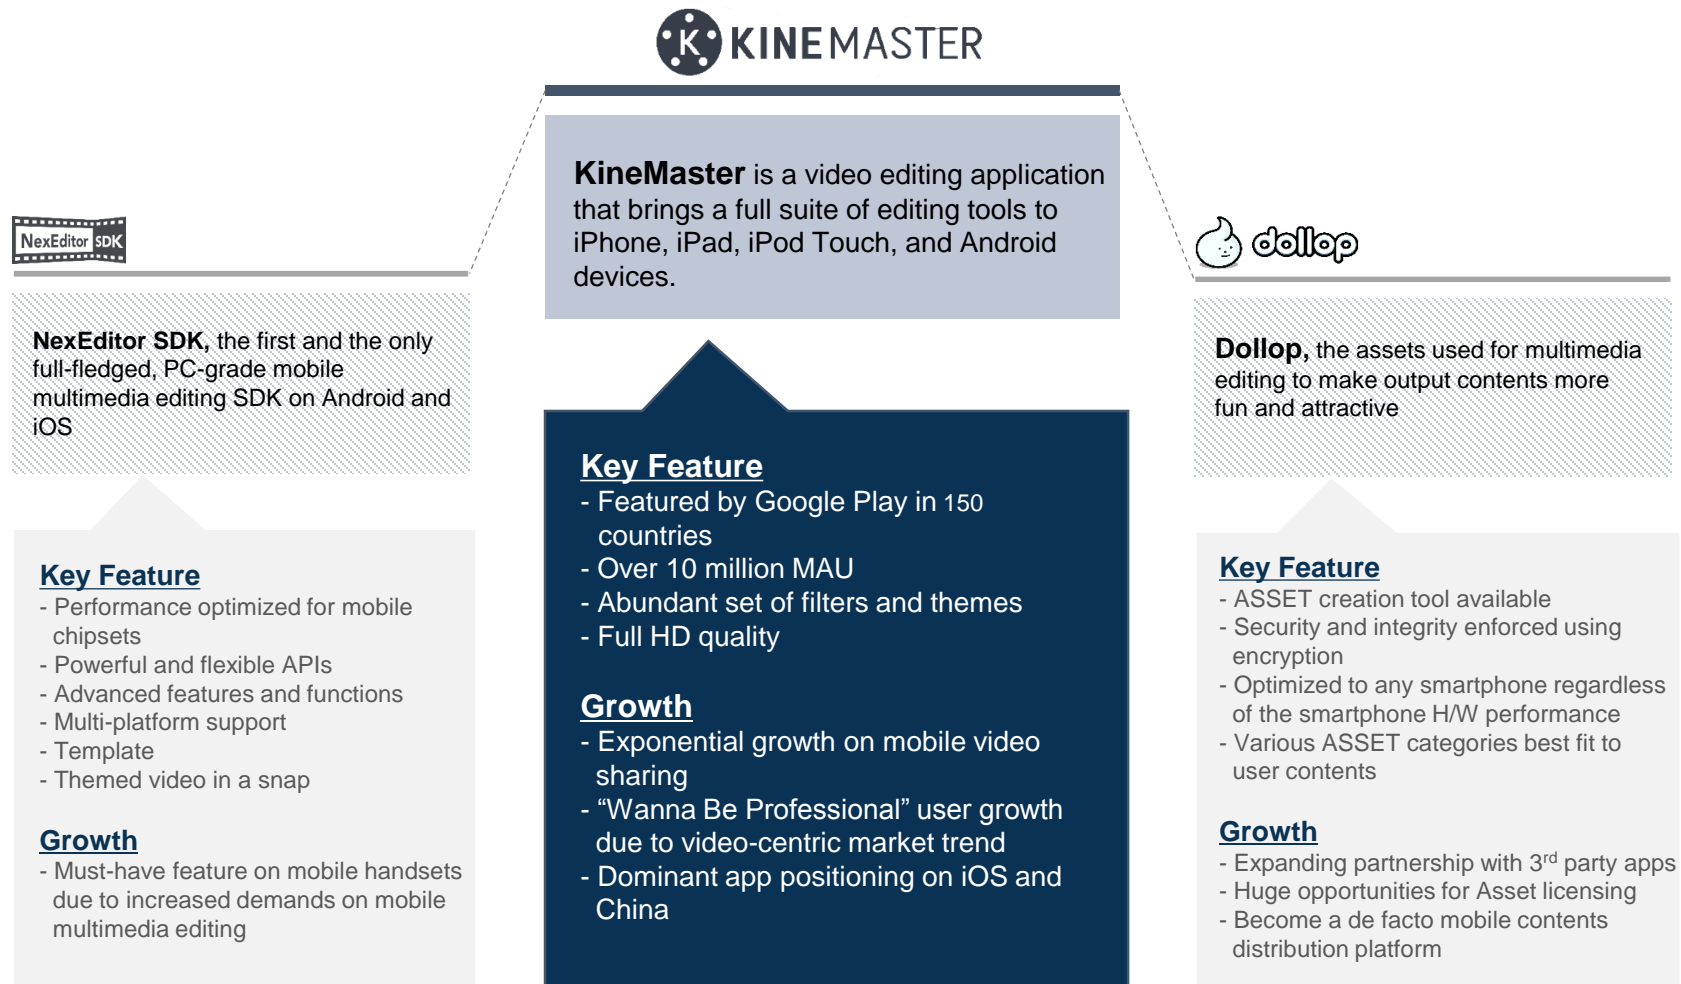 KINEMASTER
KineMaster is a video editing application
that brings a full suite of editing tools to
iPhone, iPad, iPod Touch, and Android
devices.
Key Feature
- Featured by Google Play in 150
countries
- Over 10 million MAU
- Abundant set of filters and themes
- Full HD quality
Growth
- Exponential growth on mobile video
sharing
- “Wanna Be Professional” user growth
due to video-centric market trend
- Dominant app positioning on iOS and
China
NexEditor SDK
NexEditor SDK, the first and the only
full-fledged, PC-grade mobile
multimedia editing SDK on Android and
iOS
Key Feature
- Performance optimized for mobile
chipsets
- Powerful and flexible APIs
- Advanced features and functions
- Multi-platform support
- Template
- Themed video in a snap
Growth
- Must-have feature on mobile handsets
due to increased demands on mobile
multimedia editing
dollop
Dollop, the assets used for multimedia
editing to make output contents more
fun and attractive
Key Feature
- ASSET creation tool available
- Security and integrity enforced using
encryption
- Optimized to any smartphone regardless
of the smartphone H/W performance
- Various ASSET categories best fit to
user contents
Growth
- Expanding partnership with 3rd party apps
- Huge opportunities for Asset licensing
- Become a de facto mobile contents
distribution platform